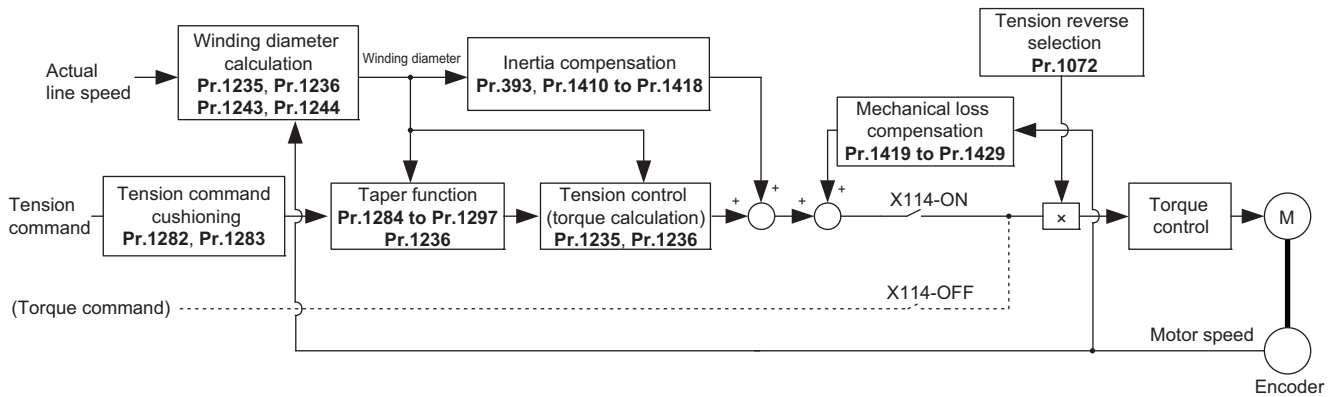 Actual
line speed
Winding diameter
calculation
Pr.1235, Pr.1236
Pr.1243, Pr.1244
Winding diameter
Inertia compensation
Pr.393, Pr.1410 to Pr.1418
Tension reverse
selection
Pr.1072
Mechanical loss
compensation
Pr.1419 to Pr.1429
Tension
command
Tension command
cushioning
Pr.1282, Pr.1283
Taper function
Pr.1284 to Pr.1297
Pr.1236
Tension control
(torque calculation)
Pr.1235, Pr.1236
+
+
+
+
X114-ON
×
Torque
control
M
(Torque command)
X114-OFF
Motor speed
Encoder